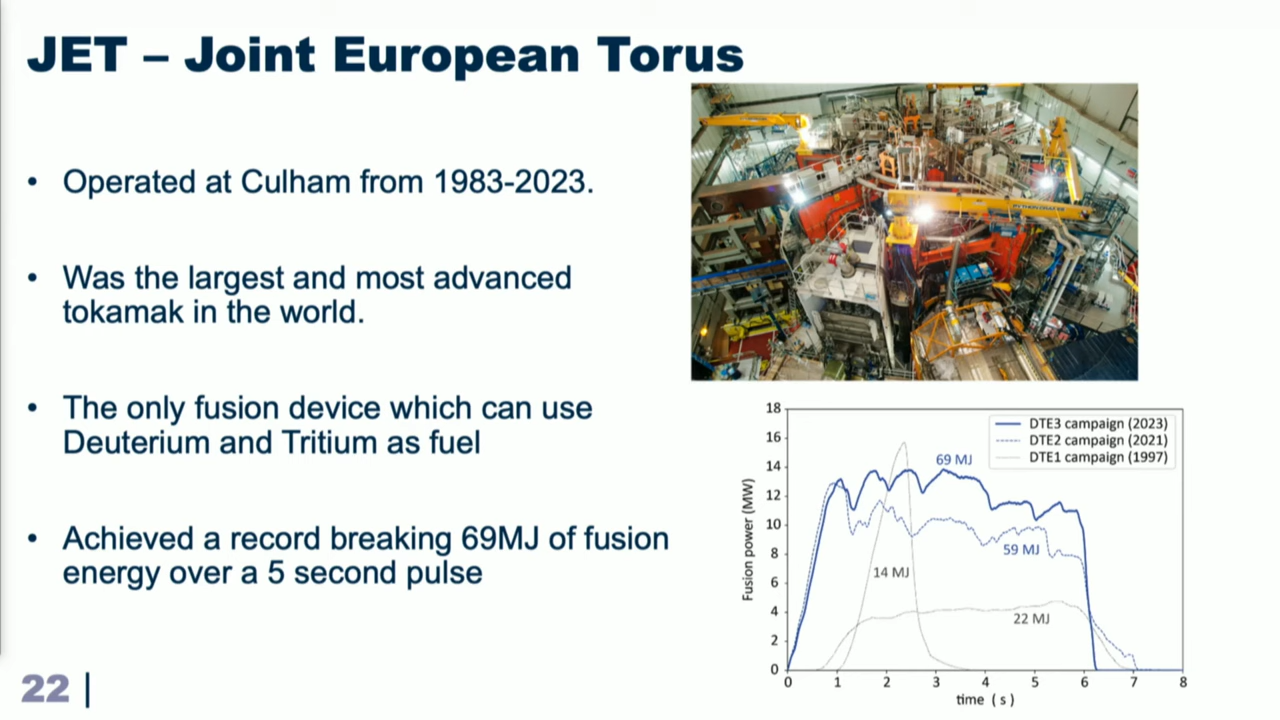 JET – Joint European Torus
• Operated at Culham from 1983-2023.
• Was the largest and most advanced
tokamak in the world.
• The only fusion device which can use
Deuterium and Tritium as fuel
• Achieved a record breaking 69MJ of fusion
energy over a 5 second pulse
18
16
14
12
10
8
6
4
2
0
Fusion power (MW)
DTE3 campaign (2023)
DTE2 campaign (2021)
DTE1 campaign (1997)
69 MJ
59 MJ
14 MJ
22 MJ
0 1 2 3 4 5 6 7 8
time ( s )
22 |